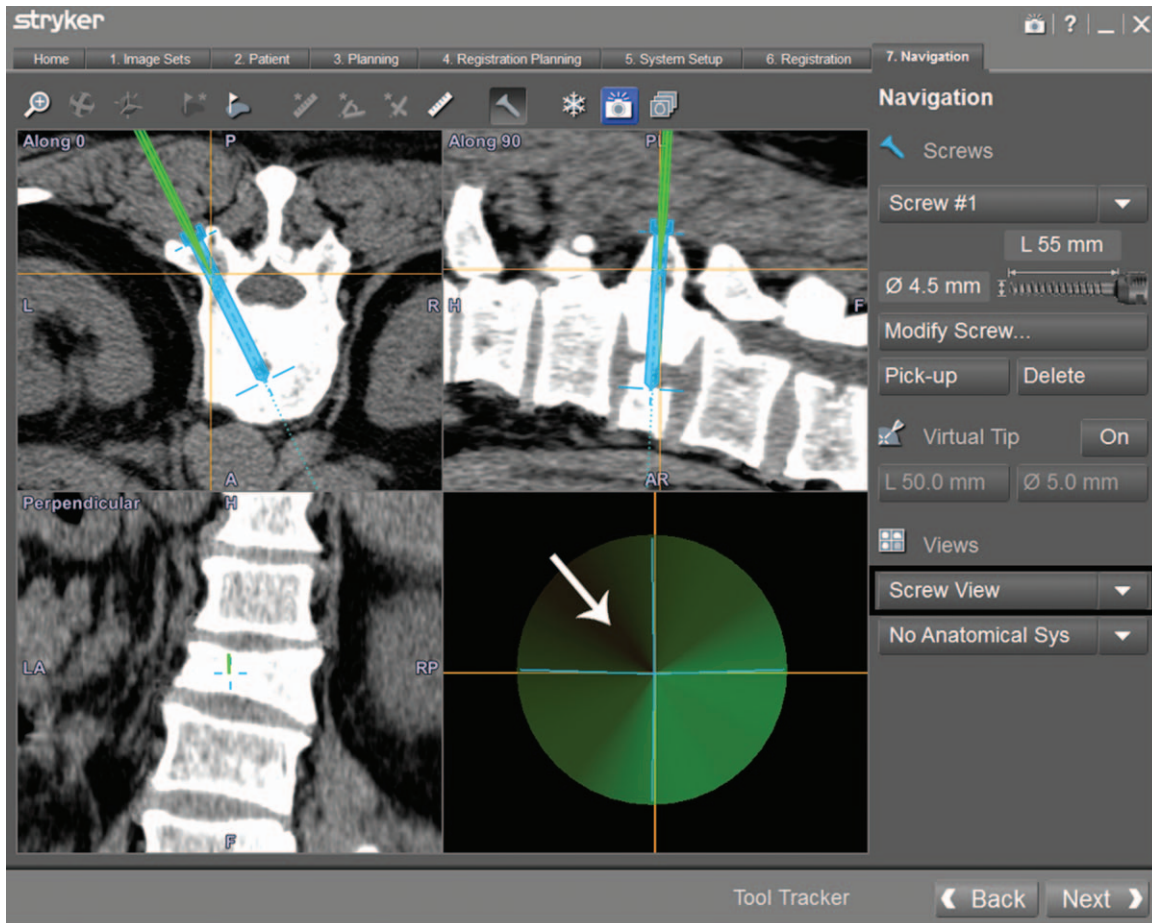 stryker
?
Home 1. Image Sets 2. Patient 3. Planning 4. Registration Planning 5. System Setup 6. Registration 7. Navigation
Along 0
P
L
R
A
Along 90
PL
H
F
AR
Perpendicular
H
LA
RP
F
Navigation
Screws
Screw #1
L 55 mm
Ø 4.5 mm
Modify Screw...
Pick-up Delete
Virtual Tip On
L 50.0 mm Ø 5.0 mm
Views
Screw View
No Anatomical Sys
Tool Tracker Back Next